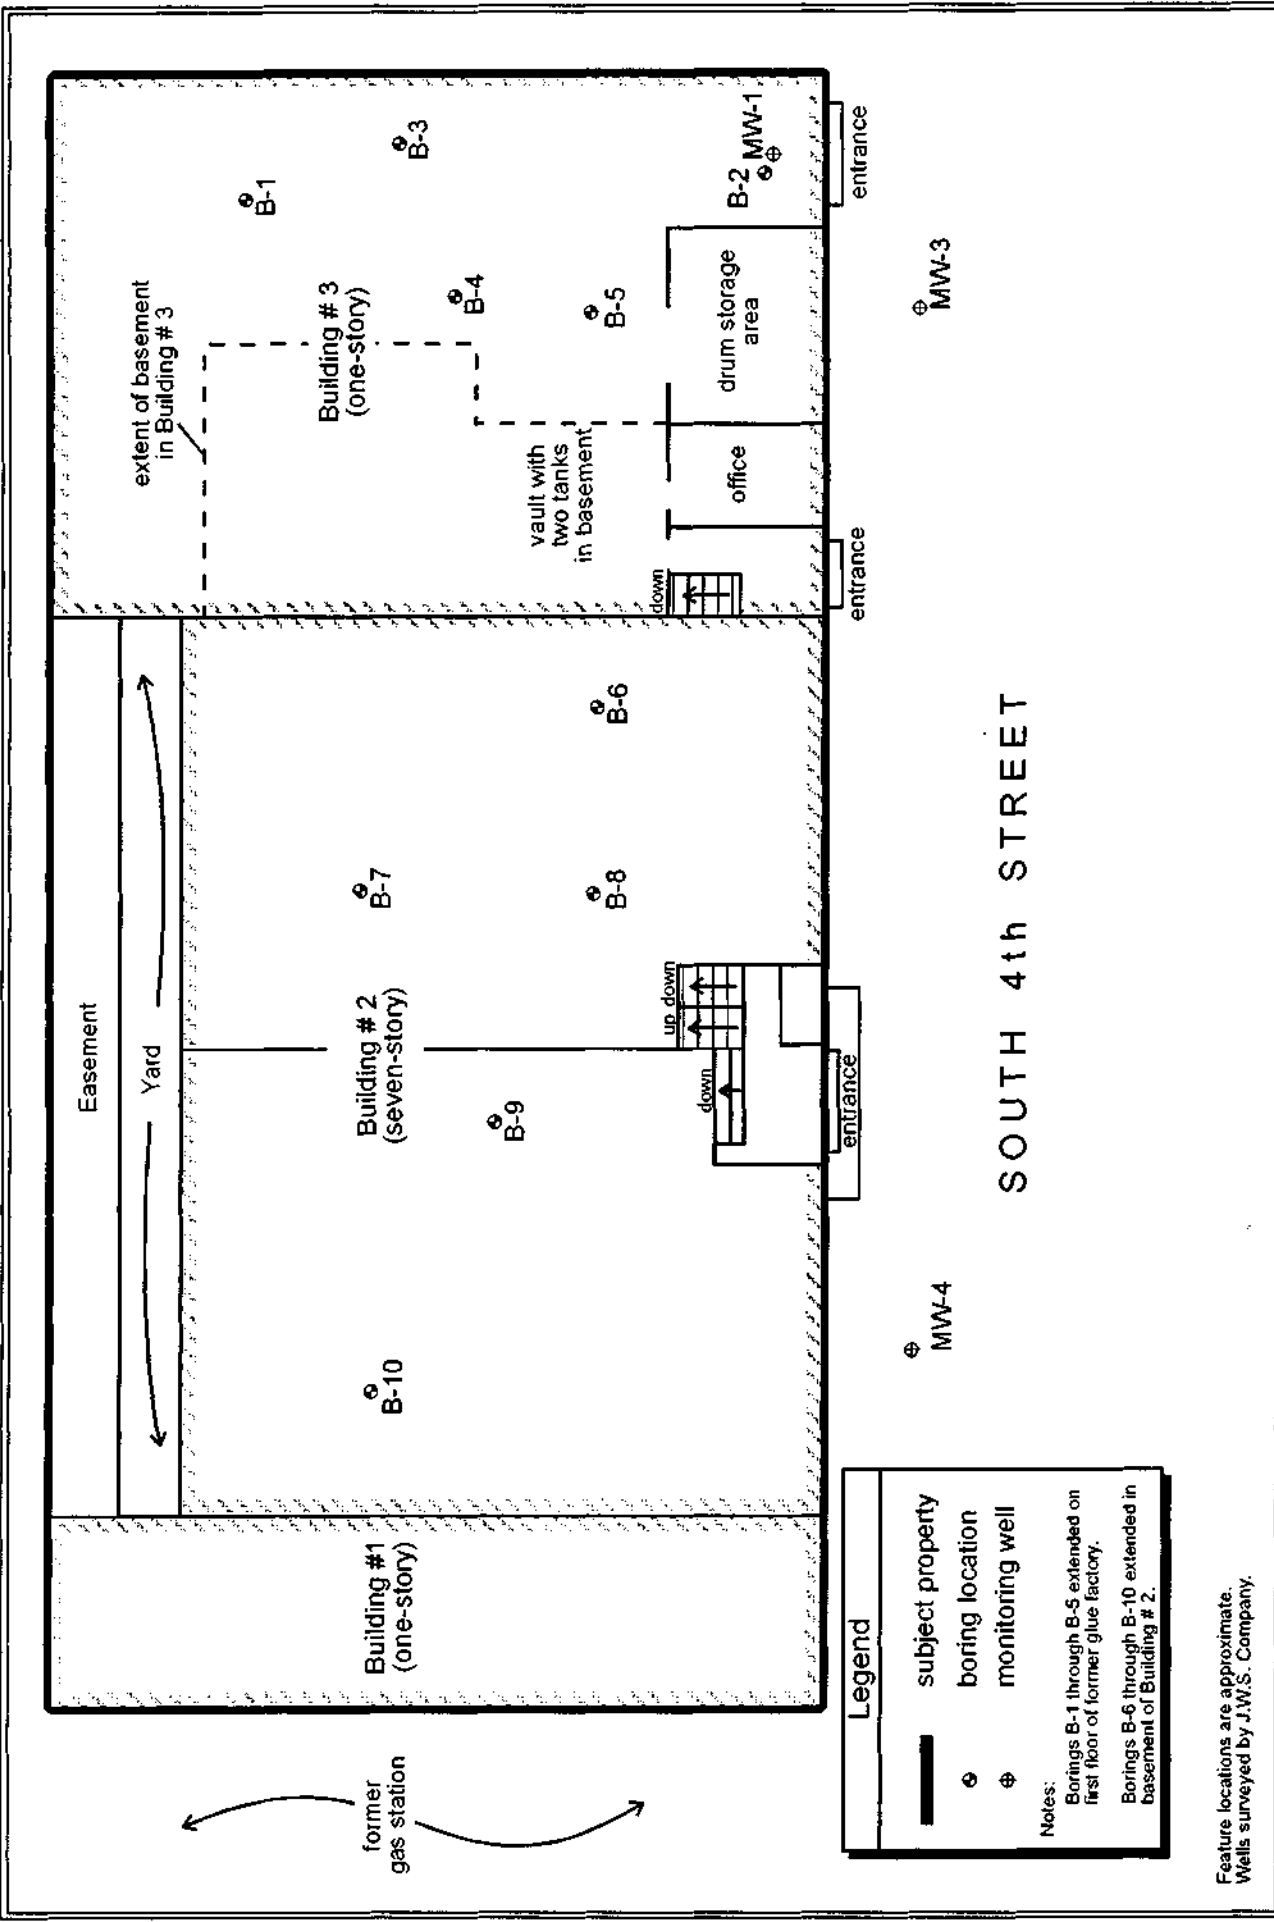 Easement
Yard
extent of basement
in Building # 3
B-1
B-3
Building # 3
(one-story)
B-4
B-5
vault with
two tanks
in basement
B-2
MW-1
drum storage
area
office
down
entrance
entrance
MW-3
Building # 2
(seven-story)
B-7
B-6
B-8
B-9
B-10
up down
down
entrance
Building #1
(one-story)
former
gas station
MW-4
SOUTH 4th STREET
Legend
subject property
boring location
monitoring well
Notes:
Borings B-1 through B-5 extended on
first floor of former glue factory.
Borings B-6 through B-10 extended in
basement of Building # 2.
Feature locations are approximate.
Wells surveyed by J.W.S. Company.